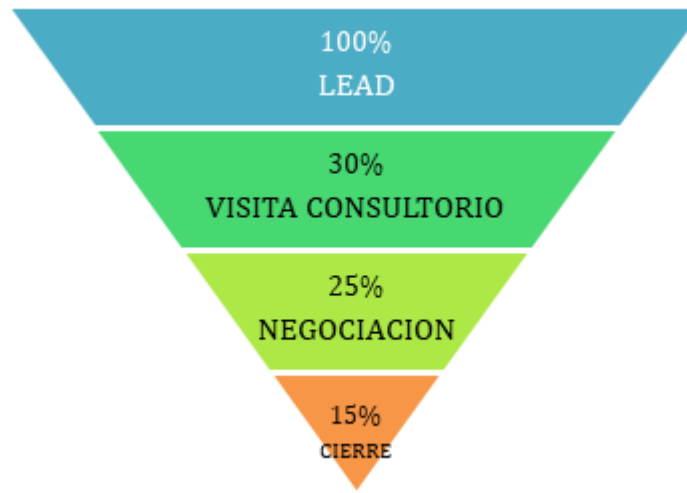 100%
LEAD
30%
VISITA CONSULTORIO
25%
NEGOCIACION
15%
CIERRE